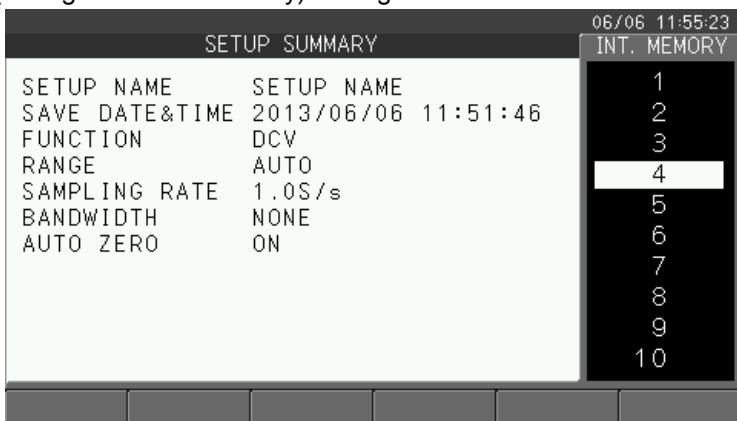 06/06 11:55:23
SETUP SUMMARY
INT. MEMORY
SETUP NAME SETUP NAME
SAVE DATE&TIME 2013/06/06 11:51:46
FUNCTION DCV
RANGE AUTO
SAMPLING RATE 1.0S/s
BANDWIDTH NONE
AUTO ZERO ON
1
2
3
4
5
6
7
8
9
10